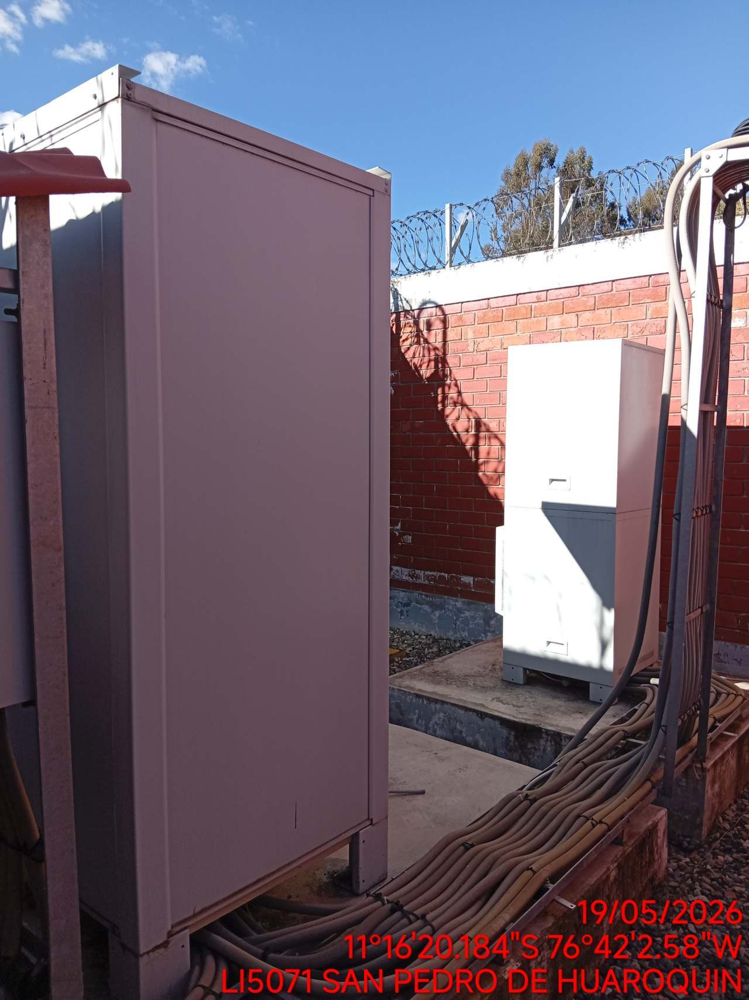 19/05/2026
11°16'20.184"S 76°42'2.58"W
LI5071 SAN PEDRO DE HUAROQUIN